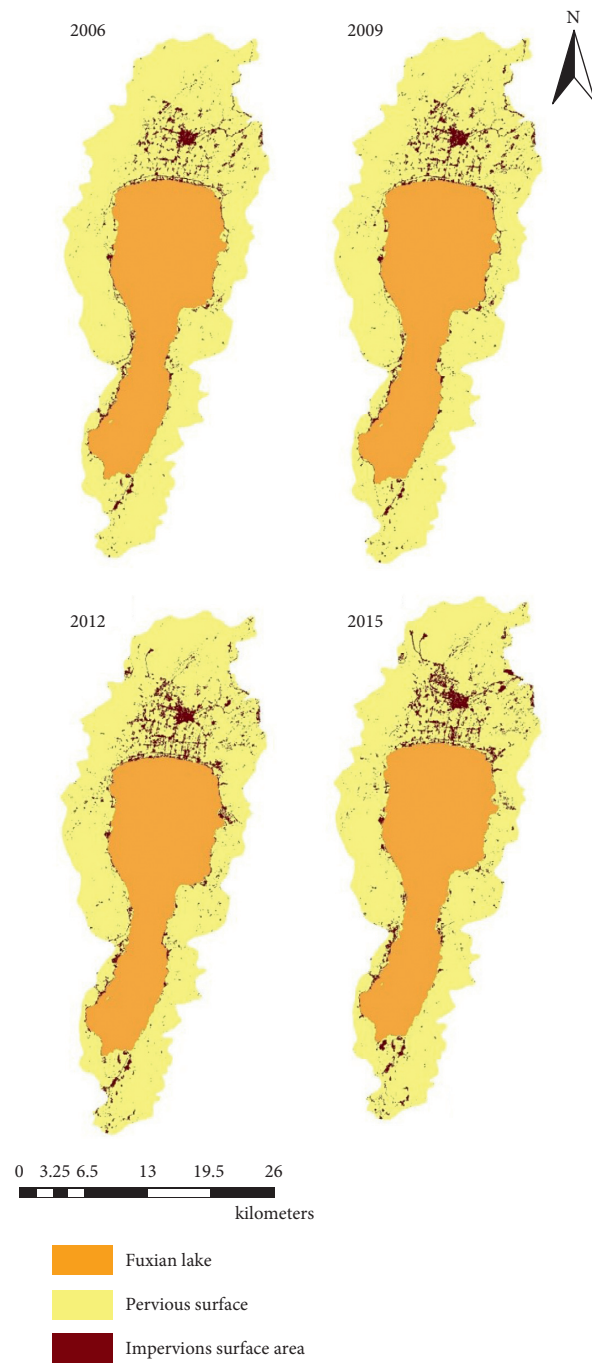 2006
2009
N
2012
2015
0 3.25 6.5 13 19.5 26
kilometers
Fuxian lake
Pervious surface
Impervions surface area